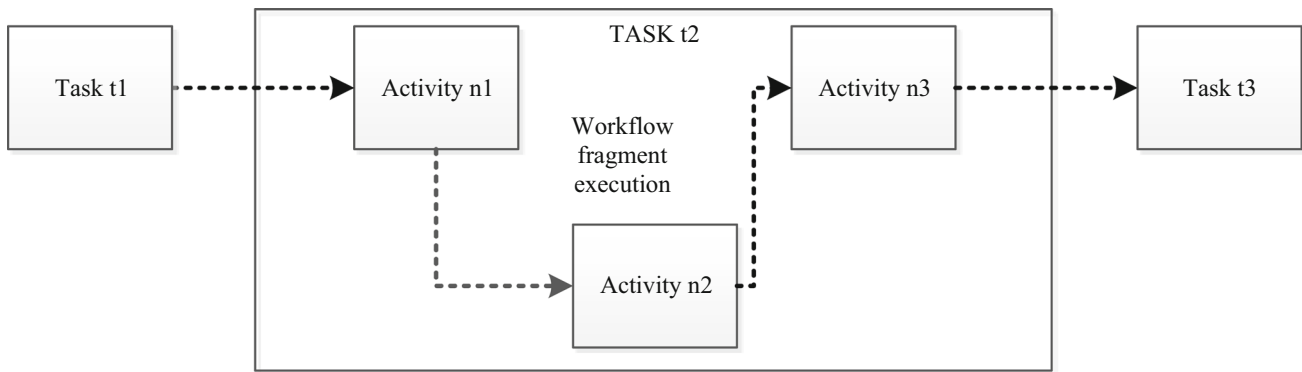 TASK t2
Task t1
Activity n1
Activity n3
Task t3
Workflow
fragment
execution
Activity n2